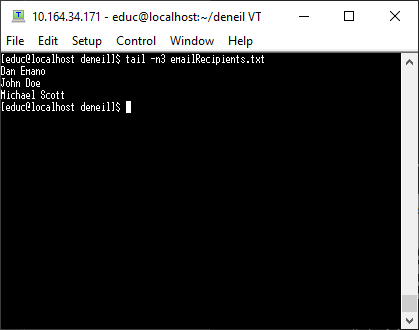 10.164.34.171 - educ@localhost:~/deneil VT
File Edit Setup Control Window Help
[educ@localhost deneil]$ tail -n3 emailRecipients.txt
Dan Emano
John Doe
Michael Scott
[educ@localhost deneil]$